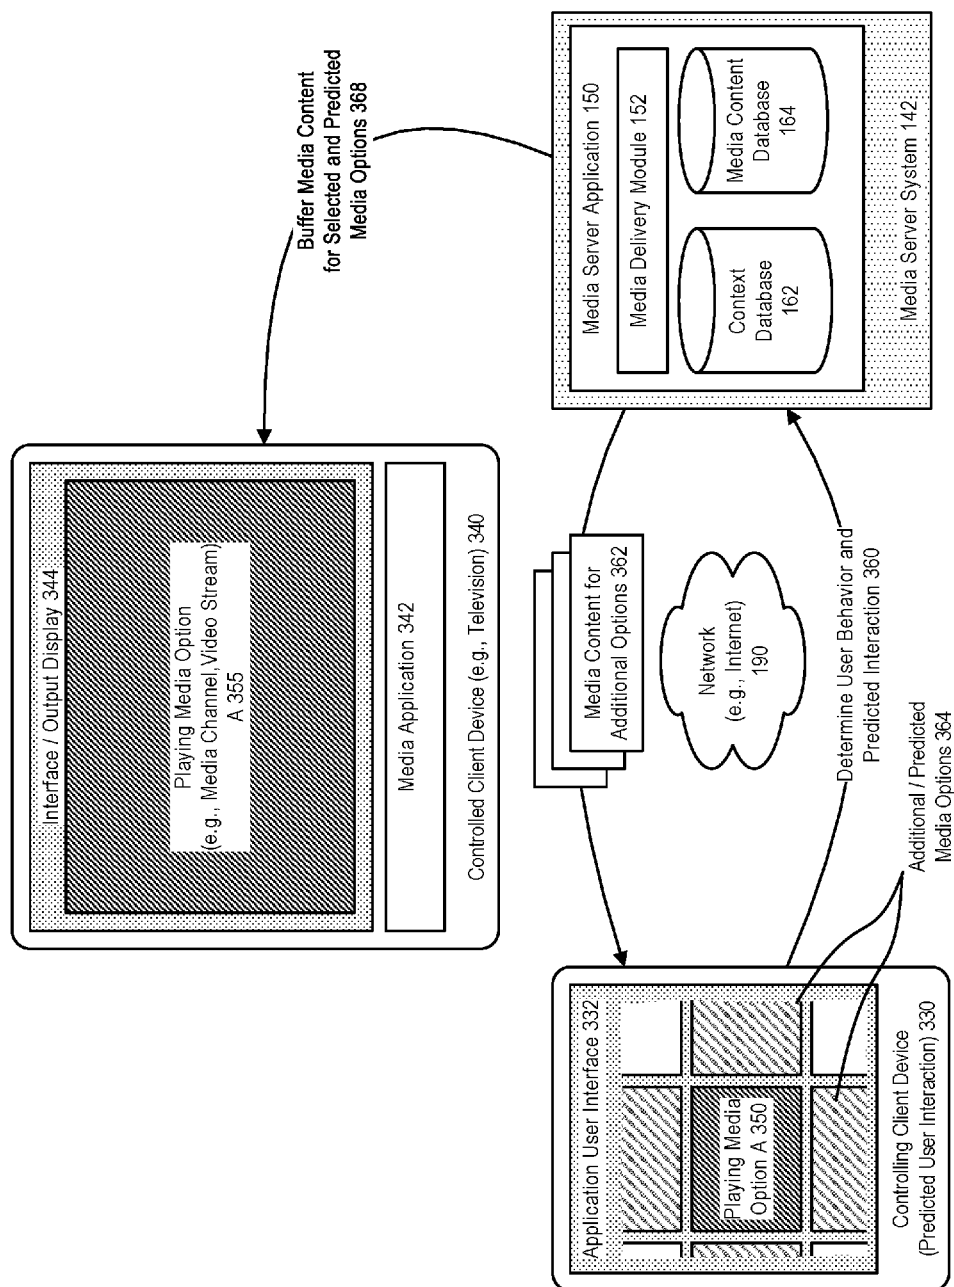 Interface / Output Display 344
Playing Media Option
(e.g., Media Channel,Video Stream)
A 355
Media Application 342
Controlled Client Device (e.g., Television) 340
Buffer Media Content
for Selected and Predicted
Media Options 368
Application User Interface 332
Playing Media
Option A 350
Controlling Client Device
(Predicted User Interaction) 330
Media Content for
Additional Options 362
Network
(e.g., Internet)
190
Determine User Behavior and
Predicted Interaction 360
Additional / Predicted
Media Options 364
Media Server Application 150
Media Delivery Module 152
Context
Database
162
Media Content
Database
164
Media Server System 142